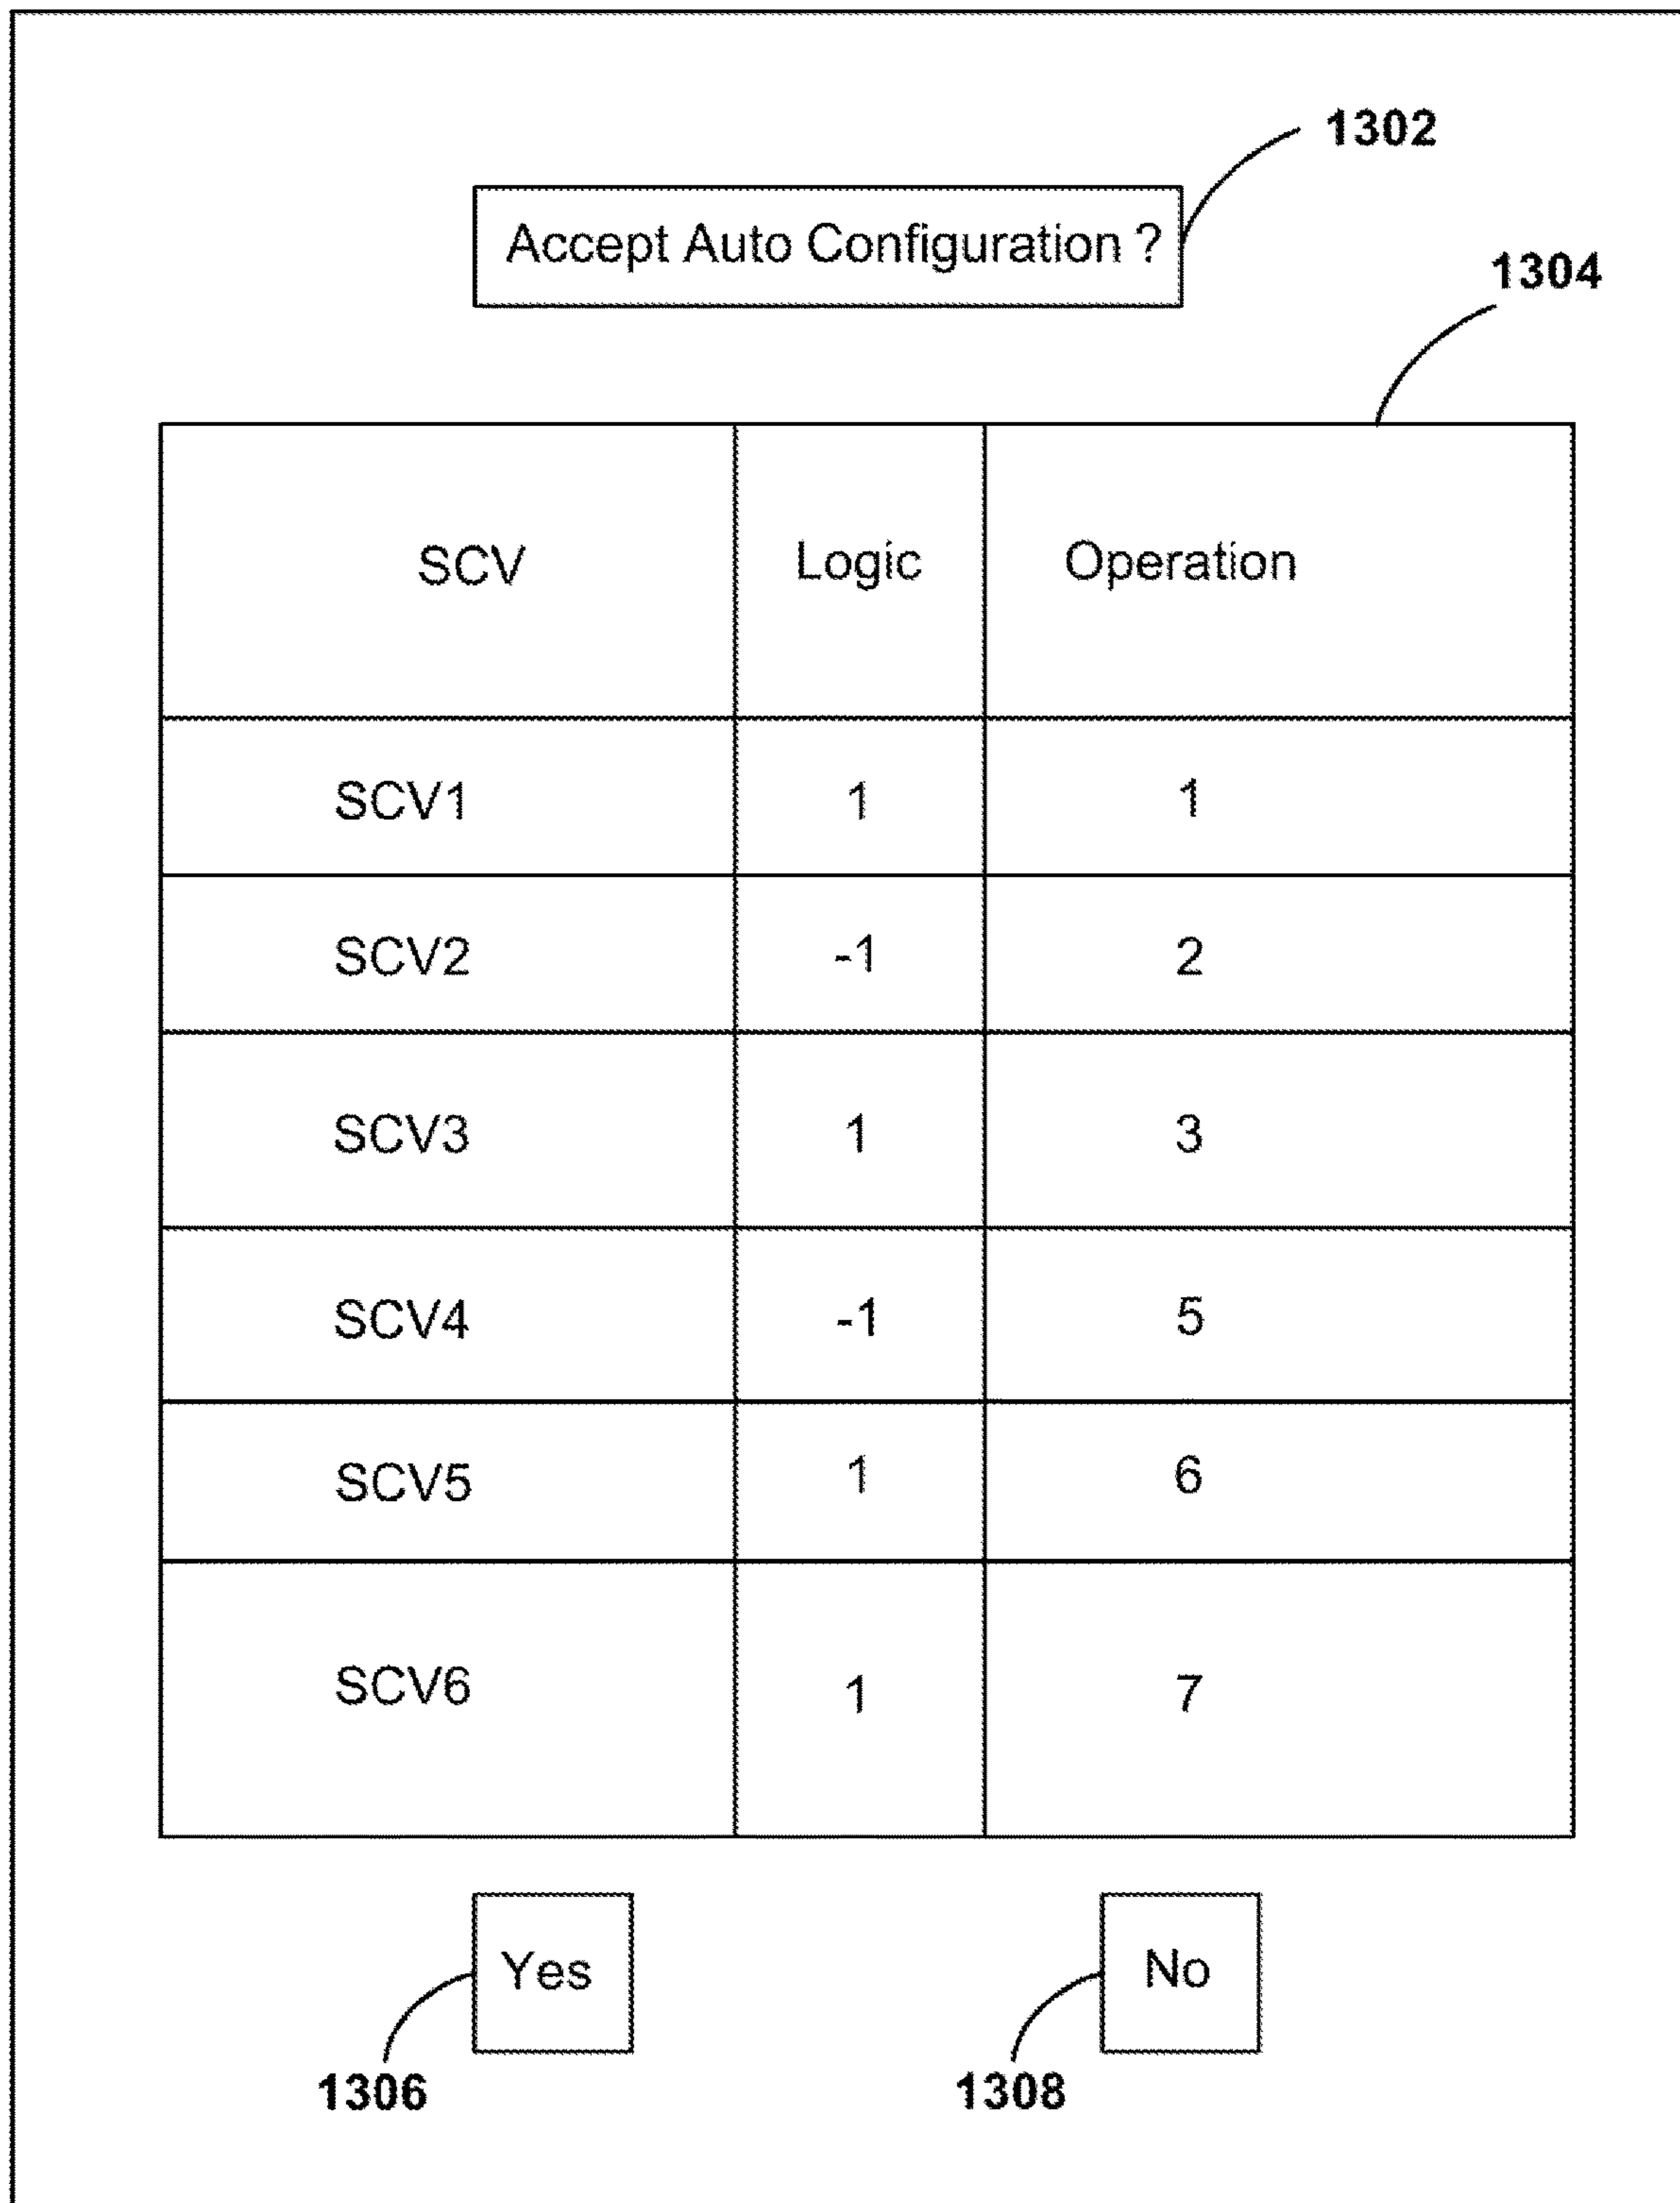 1302
Accept Auto Configuration ?
1304
SCV Logic Operation
SCV1 1 1
SCV2 -1 2
SCV3 1 3
SCV4 -1 5
SCV5 1 6
SCV6 1 7
Yes No
1306 1308